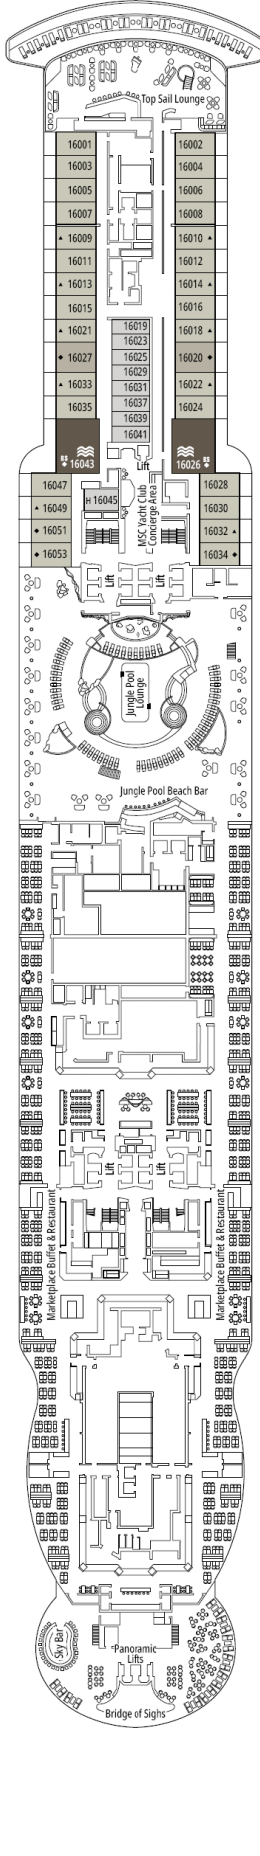 Top Sail Lounge
16001 16002
16003 16004
16005 16006
16007 16008
16009 16010
16011 16012
16013 16014
16015 16016
16019
16021 16018
16023
16025
16027 16020
16029
16031
16033 16022
16037
16035 16024
16039
16041
BS 16043 Lift 16026 BS
16047 16028
H 16045
MSC Yacht Club
Concierge Area
16049 16030
16051 16032
16053 16034
Lift Lift
Jungle Pool
Lounge
Jungle Pool Beach Bar
Lift Lift
Marketplace Buffet & Restaurant
Marketplace Buffet & Restaurant
Sky Bar
Panoramic
Lifts
Bridge of Sighs